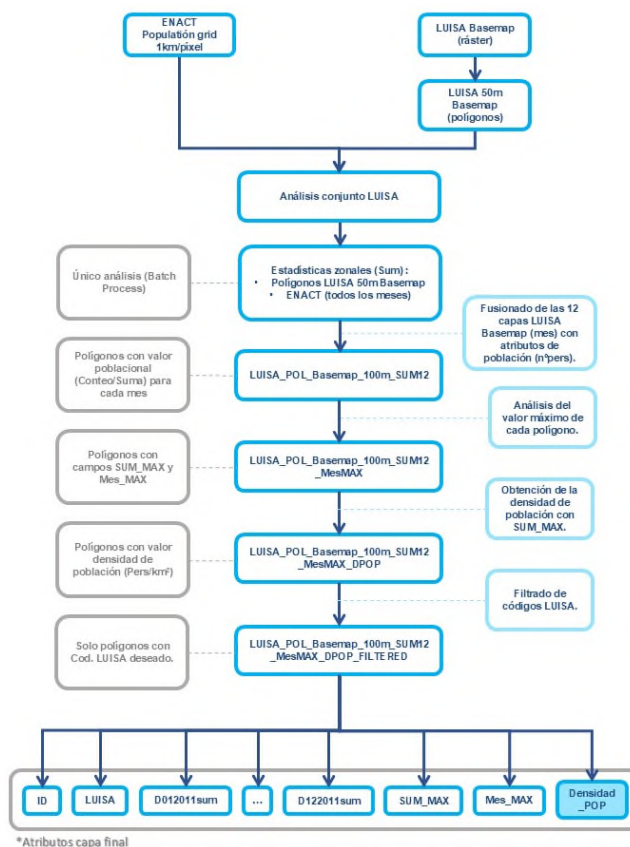 ENACT
Populatión grid
1km/píxel
LUISA Basemap
(ráster)
LUISA 50m
Basemap
(polígonos)
Análisis conjunto LUISA
Único análisis (Batch
Process)
Estadísticas zonales (Sum) :
• Polígonos LUISA 50m Basemap
• ENACT (todos los meses)
Fusionado de las 12
capas LUISA
Basemap (mes) con
atributos de
población (nºpers).
Polígonos con valor
poblacional
(Conteo/Suma) para
cada mes
LUISA_POL_Basemap_100m_SUM12
Análisis del
valor máximo de
cada polígono.
Polígonos con
campos SUM_MAX y
Mes_MAX
LUISA_POL_Basemap_100m_SUM12
_MesMAX
Obtención de la
densidad de
población con
SUM_MAX.
Polígonos con valor
densidad de
población (Pers/km²)
LUISA_POL_Basemap_100m_SUM12
_MesMAX_DPOP
Filtrado de
códigos LUISA.
Solo polígonos con
Cod. LUISA deseado.
LUISA_POL_Basemap_100m_SUM12
_MesMAX_DPOP_FILTERED
ID
LUISA
D012011sum
...
D122011sum
SUM_MAX
Mes_MAX
Densidad
_POP
*Atributos capa final